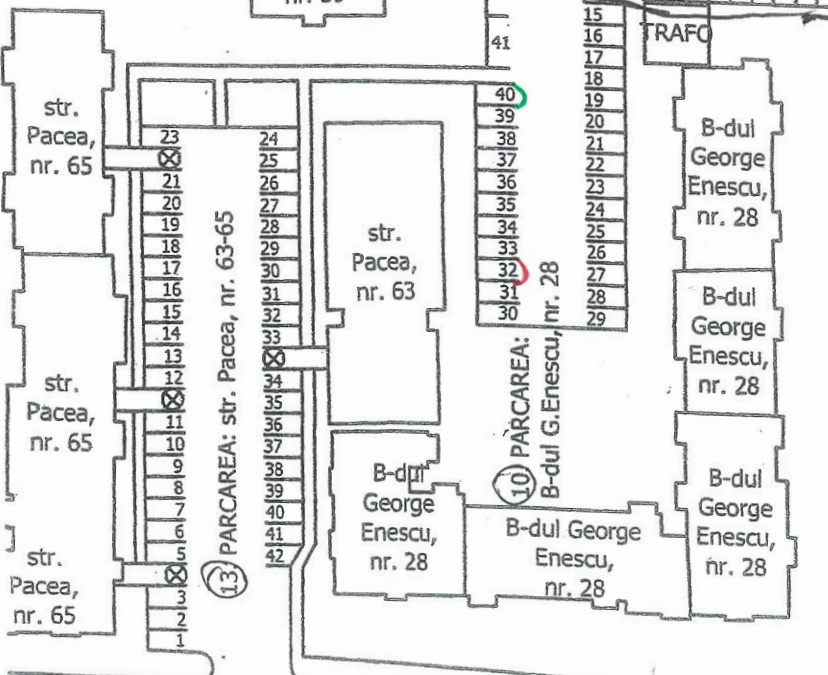 41
15
16
17
18
19
20
21
22
23
24
25
26
27
28
29
TRAFO
40
39
38
37
36
35
34
33
32
31
30
str.
Pacea,
nr. 65
23
21
20
19
18
17
16
15
14
13
12
11
10
9
8
7
6
5
3
2
1
24
25
26
27
28
29
30
31
32
33
34
35
36
37
38
39
40
41
42
13 PARCAREA: str. Pacea, nr. 63-65
str.
Pacea,
nr. 63
10 PARCAREA:
B-dul G.Enescu, nr. 28
B-dul
George
Enescu,
nr. 28
B-dul
George
Enescu,
nr. 28
str.
Pacea,
nr. 65
B-dul
George
Enescu,
nr. 28
B-dul George
Enescu,
nr. 28
B-dul
George
Enescu,
nr. 28
str.
Pacea,
nr. 65